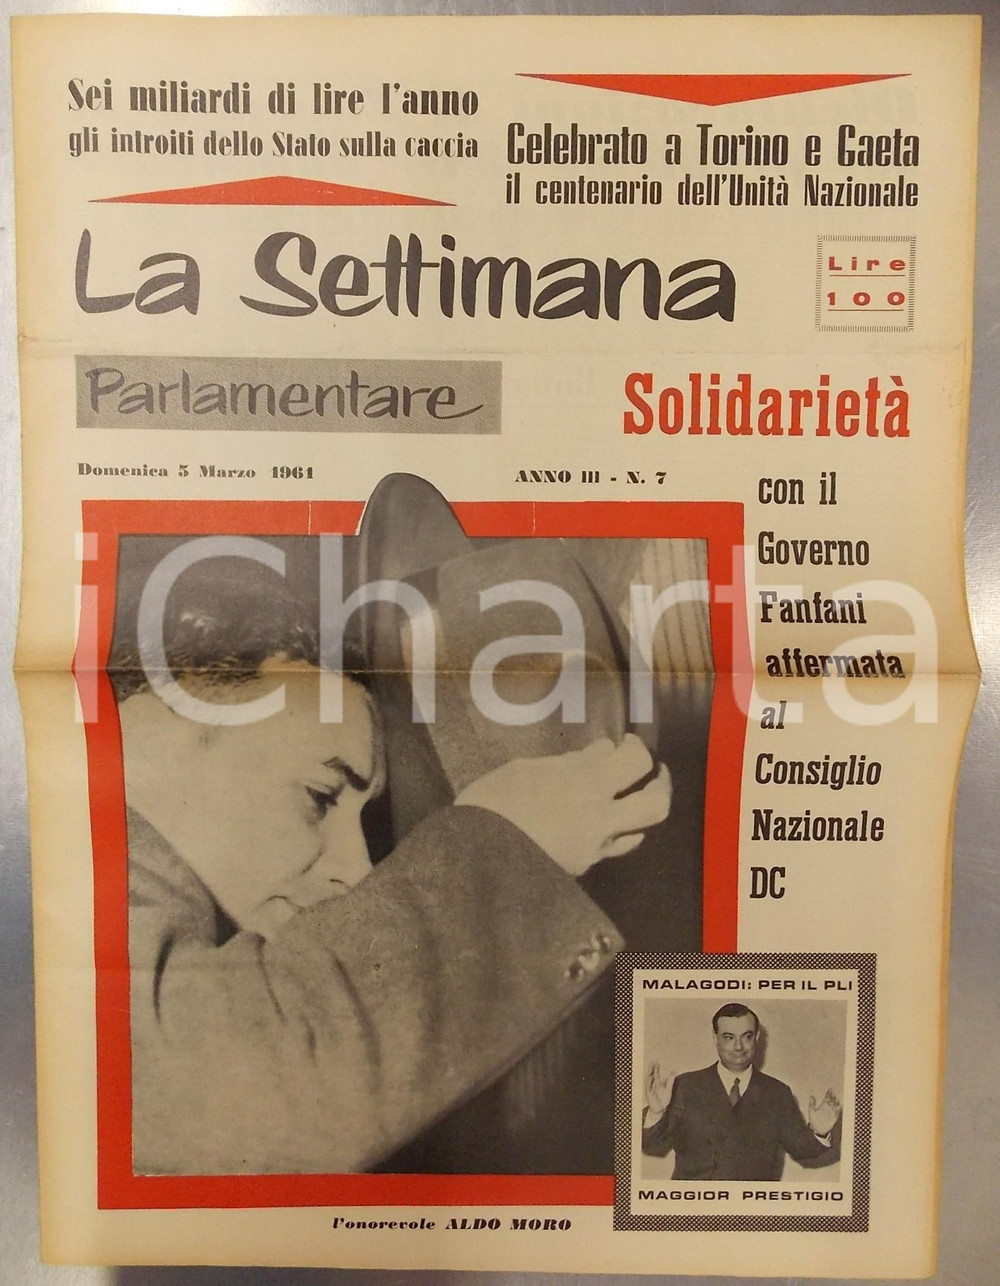 Sei miliardi di lire l'anno
gli introiti dello Stato sulla caccia
Celebrato a Torino e Gaeta
il centenario dell'Unità Nazionale
La Settimana
Lire
100
Parlamentare
Solidarietà
Domenica 5 Marzo 1961
ANNO III - N. 7
con il
Governo
Fanfani
affermata
al
Consiglio
Nazionale
DC
iCharta
MALAGODI: PER IL PLI
MAGGIOR PRESTIGIO
l'onorevole ALDO MORO